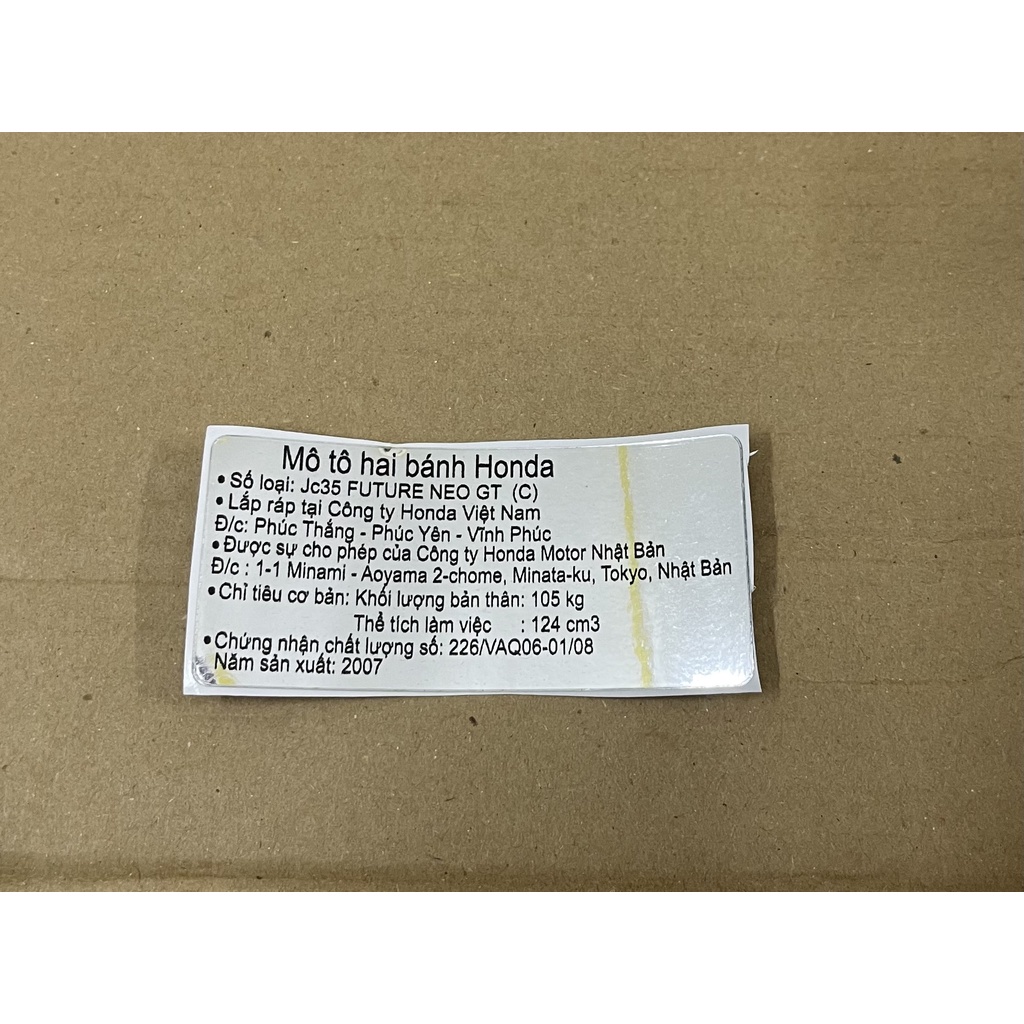 Mô tô hai bánh Honda
• Số loại: Jc35 FUTURE NEO GT (C)
• Lắp ráp tại Công ty Honda Việt Nam
Đ/c: Phúc Thắng - Phúc Yên - Vĩnh Phúc
• Được sự cho phép của Công ty Honda Motor Nhật Bản
Đ/c : 1-1 Minami - Aoyama 2-chome, Minata-ku, Tokyo, Nhật Bản
• Chỉ tiêu cơ bản: Khối lượng bản thân: 105 kg
Thể tích làm việc : 124 cm3
• Chứng nhận chất lượng số: 226/VAQ06-01/08
Năm sản xuất: 2007